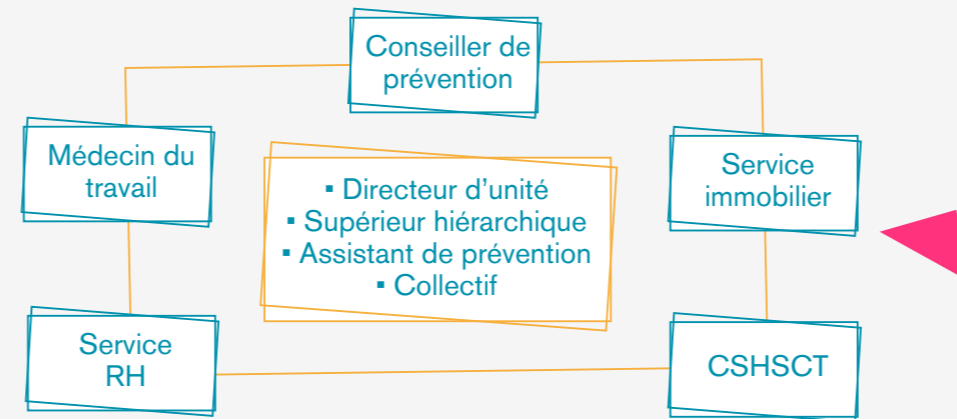 Conseiller de
prévention
Médecin du
travail
▪ Directeur d’unité
▪ Supérieur hiérarchique
▪ Assistant de prévention
▪ Collectif
Service
immobilier
Service
RH
CSHSCT